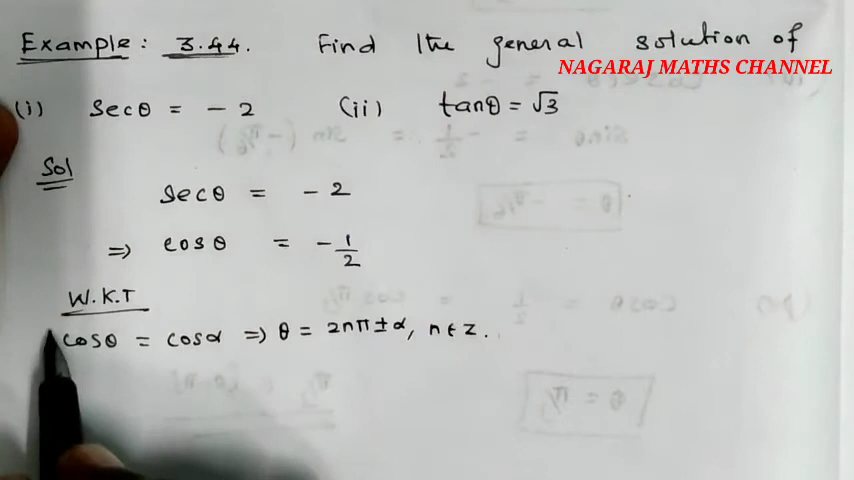 Example: 3.44. Find the general solution of
NAGARAJ MATHS CHANNEL
(i) secθ = -2 (ii) tanθ = √3
Sol
secθ = -2
⇒ cosθ = -1/2
W.K.T
cosθ = cosα ⇒ θ = 2nπ ± α, n ∈ Z.